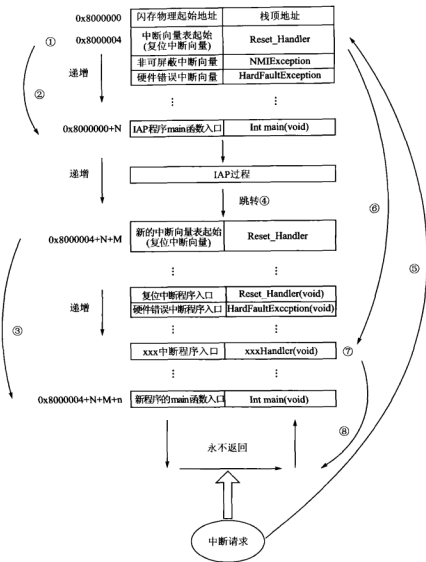 0x8000000 闪存物理起始地址 栈顶地址
① 0x8000004 中断向量表起始 Reset_Handler
(复位中断向量)
递增 非可屏蔽中断向量 NMIException
硬件错误中断向量 HardFaultException
②
⋮ ⋮
0x8000000+N IAP程序main函数入口 Int main(void)
递增 IAP过程
跳转④
⑥
0x8000004+N+M 新的中断向量表起始 Reset_Handler
(复位中断向量)
⑤
⋮ ⋮
复位中断程序入口 Reset_Handler(void)
递增 硬件错误中断程序入口 HardFaultException(void)
③
⋮ ⋮
xxx中断程序入口 xxxHandler(void) ⑦
⋮ ⋮
0x8000004+N+M+n 新程序的main函数入口 Int main(void)
⑧
永不返回
中断请求